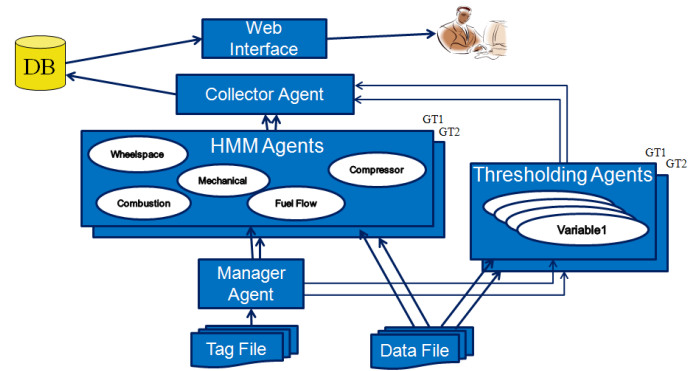 Web
Interface
DB
Collector Agent
GT1
GT2
HMM Agents
Wheelspace
Mechanical
Compressor
Combustion
Fuel Flow
GT1
GT2
Thresholding Agents
Variable1
Manager
Agent
Tag File
Data File